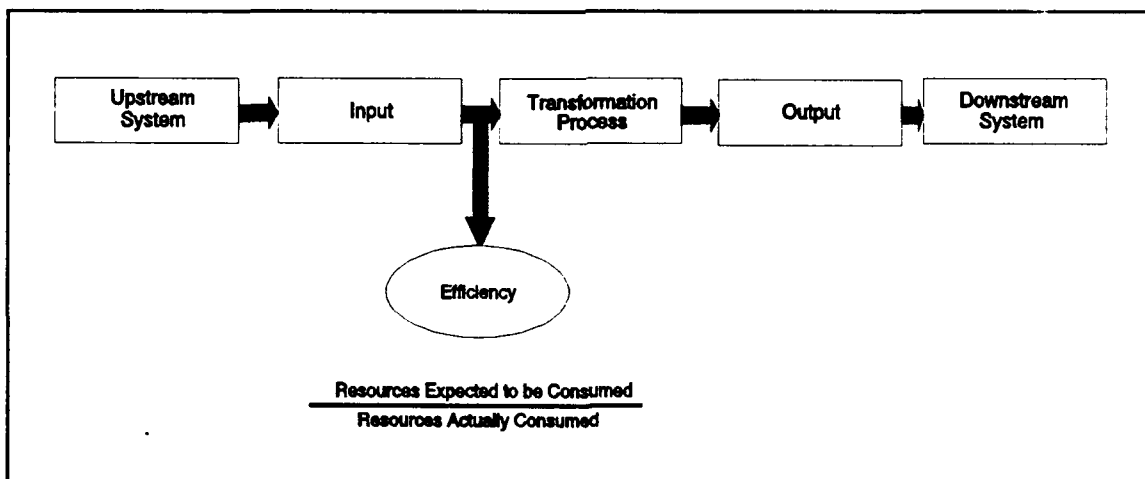 Upstream
System
Input
Transformation
Process
Output
Downstream
System
Efficiency
Resources Expected to be Consumed
Resources Actually Consumed